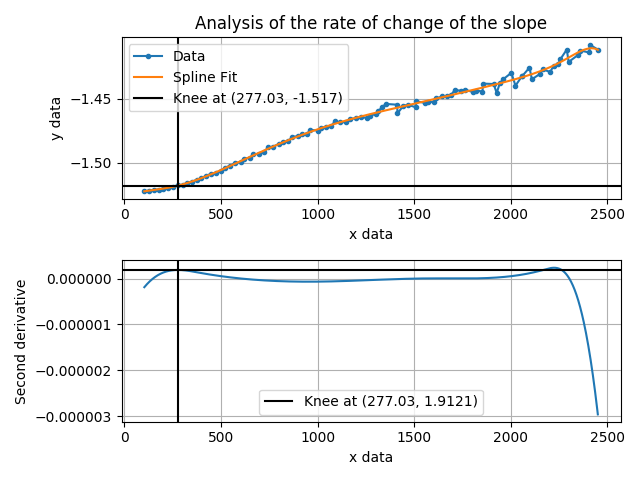 Analysis of the rate of change of the slope
Data
Spline Fit
Knee at (277.03, -1.517)
y data
−1.45
−1.50
0 500 1000 1500 2000 2500
x data
Second derivative
0.000000
−0.000001
−0.000002
−0.000003
Knee at (277.03, 1.9121)
0 500 1000 1500 2000 2500
x data